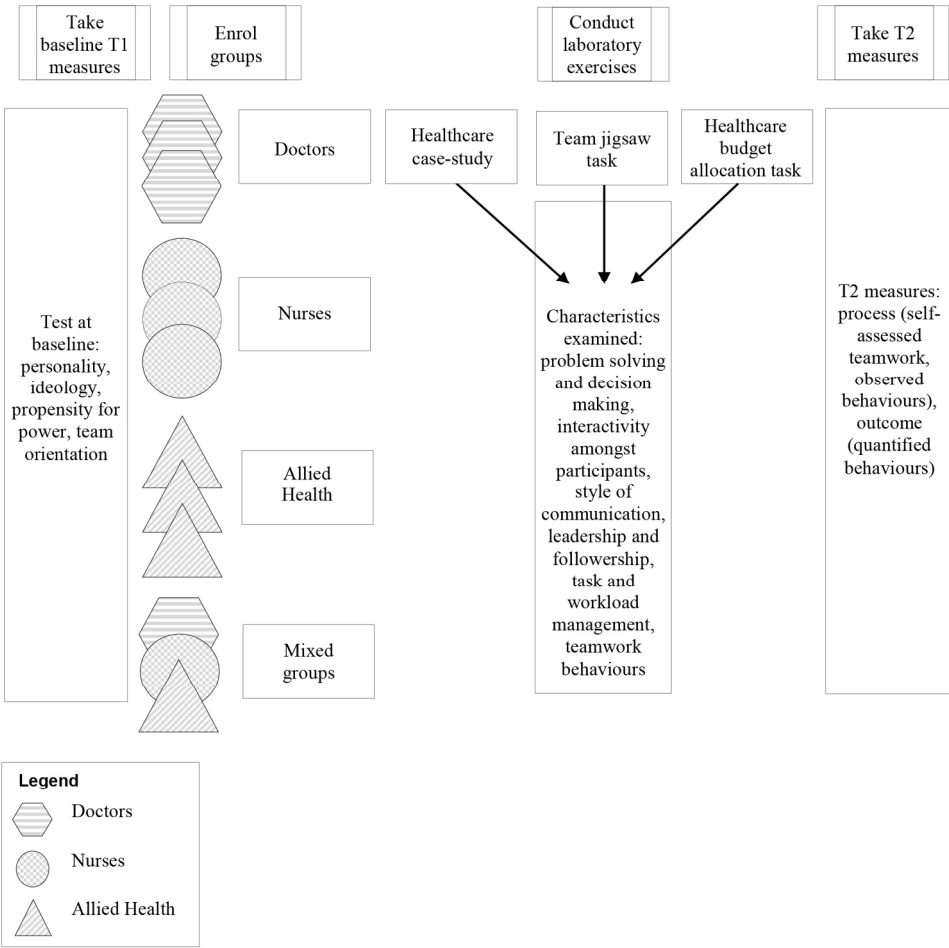 Take
baseline T1
measures
Enrol
groups
Conduct
laboratory
exercises
Take T2
measures
Doctors
Healthcare
case-study
Team jigsaw
task
Healthcare
budget
allocation task
Nurses
Test at
baseline:
personality,
ideology,
propensity for
power, team
orientation
Allied
Health
Mixed
groups
Characteristics
examined:
problem solving
and decision
making,
interactivity
amongst
participants,
style of
communication,
leadership and
followership,
task and
workload
management,
teamwork
behaviours
T2 measures:
process (self-
assessed
teamwork,
observed
behaviours),
outcome
(quantified
behaviours)
Legend
Doctors
Nurses
Allied Health